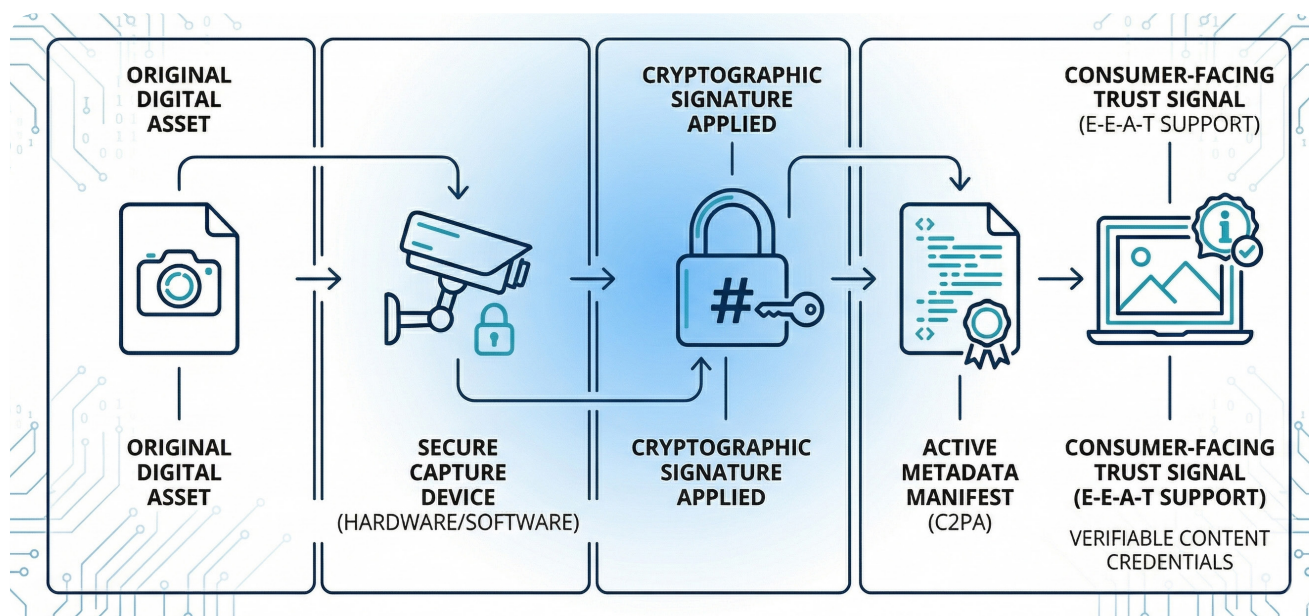 ORIGINAL
DIGITAL
ASSET
CRYPTOGRAPHIC
SIGNATURE
APPLIED
CONSUMER-FACING
TRUST SIGNAL
(E-E-A-T SUPPORT)
#
<>
i
<>
ORIGINAL
DIGITAL
ASSET
SECURE
CAPTURE
DEVICE
(HARDWARE/SOFTWARE)
CRYPTOGRAPHIC
SIGNATURE
APPLIED
ACTIVE
METADATA
MANIFEST
(C2PA)
CONSUMER-FACING
TRUST SIGNAL
(E-E-A-T SUPPORT)
VERIFIABLE CONTENT
CREDENTIALS